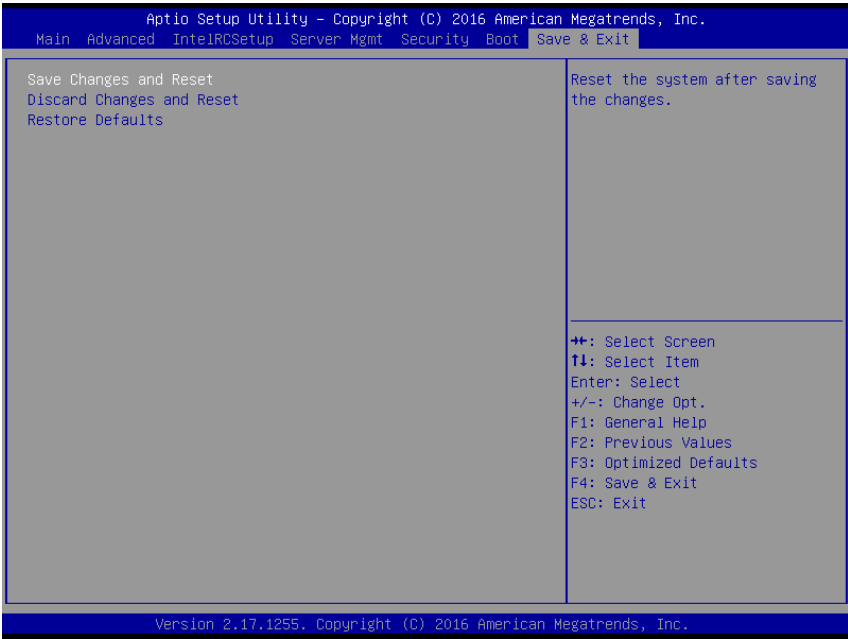 Aptio Setup Utility – Copyright (C) 2016 American Megatrends, Inc.
Main Advanced IntelRCSetup Server Mgmt Security Boot Save & Exit
Save Changes and Reset
Discard Changes and Reset
Restore Defaults
Reset the system after saving
the changes.
→←: Select Screen
↑↓: Select Item
Enter: Select
+/-: Change Opt.
F1: General Help
F2: Previous Values
F3: Optimized Defaults
F4: Save & Exit
ESC: Exit
Version 2.17.1255. Copyright (C) 2016 American Megatrends, Inc.